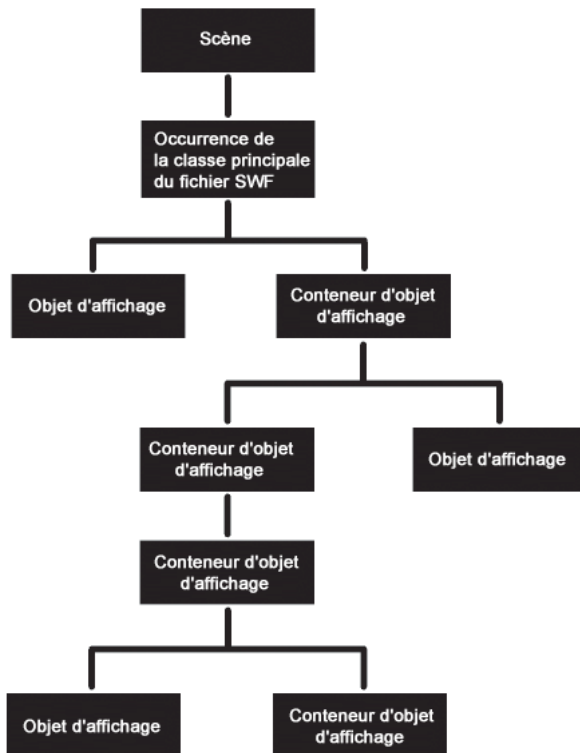 Scène
Occurrence de
la classe principale
du fichier SWF
Objet d'affichage
Conteneur d'objet
d'affichage
Conteneur d'objet
d'affichage
Objet d'affichage
Conteneur d'objet
d'affichage
Objet d'affichage
Conteneur d'objet
d'affichage